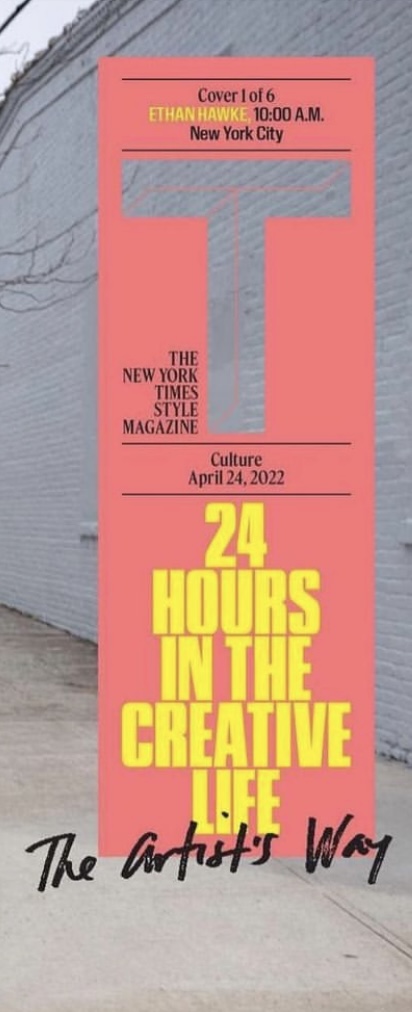 Cover 1 of 6
ETHAN HAWKE, 10:00 A.M.
New York City
T
THE
NEW YORK
TIMES
STYLE
MAGAZINE
Culture
April 24, 2022
24
HOURS
IN THE
CREATIVE
LIFE
The Artist's Way